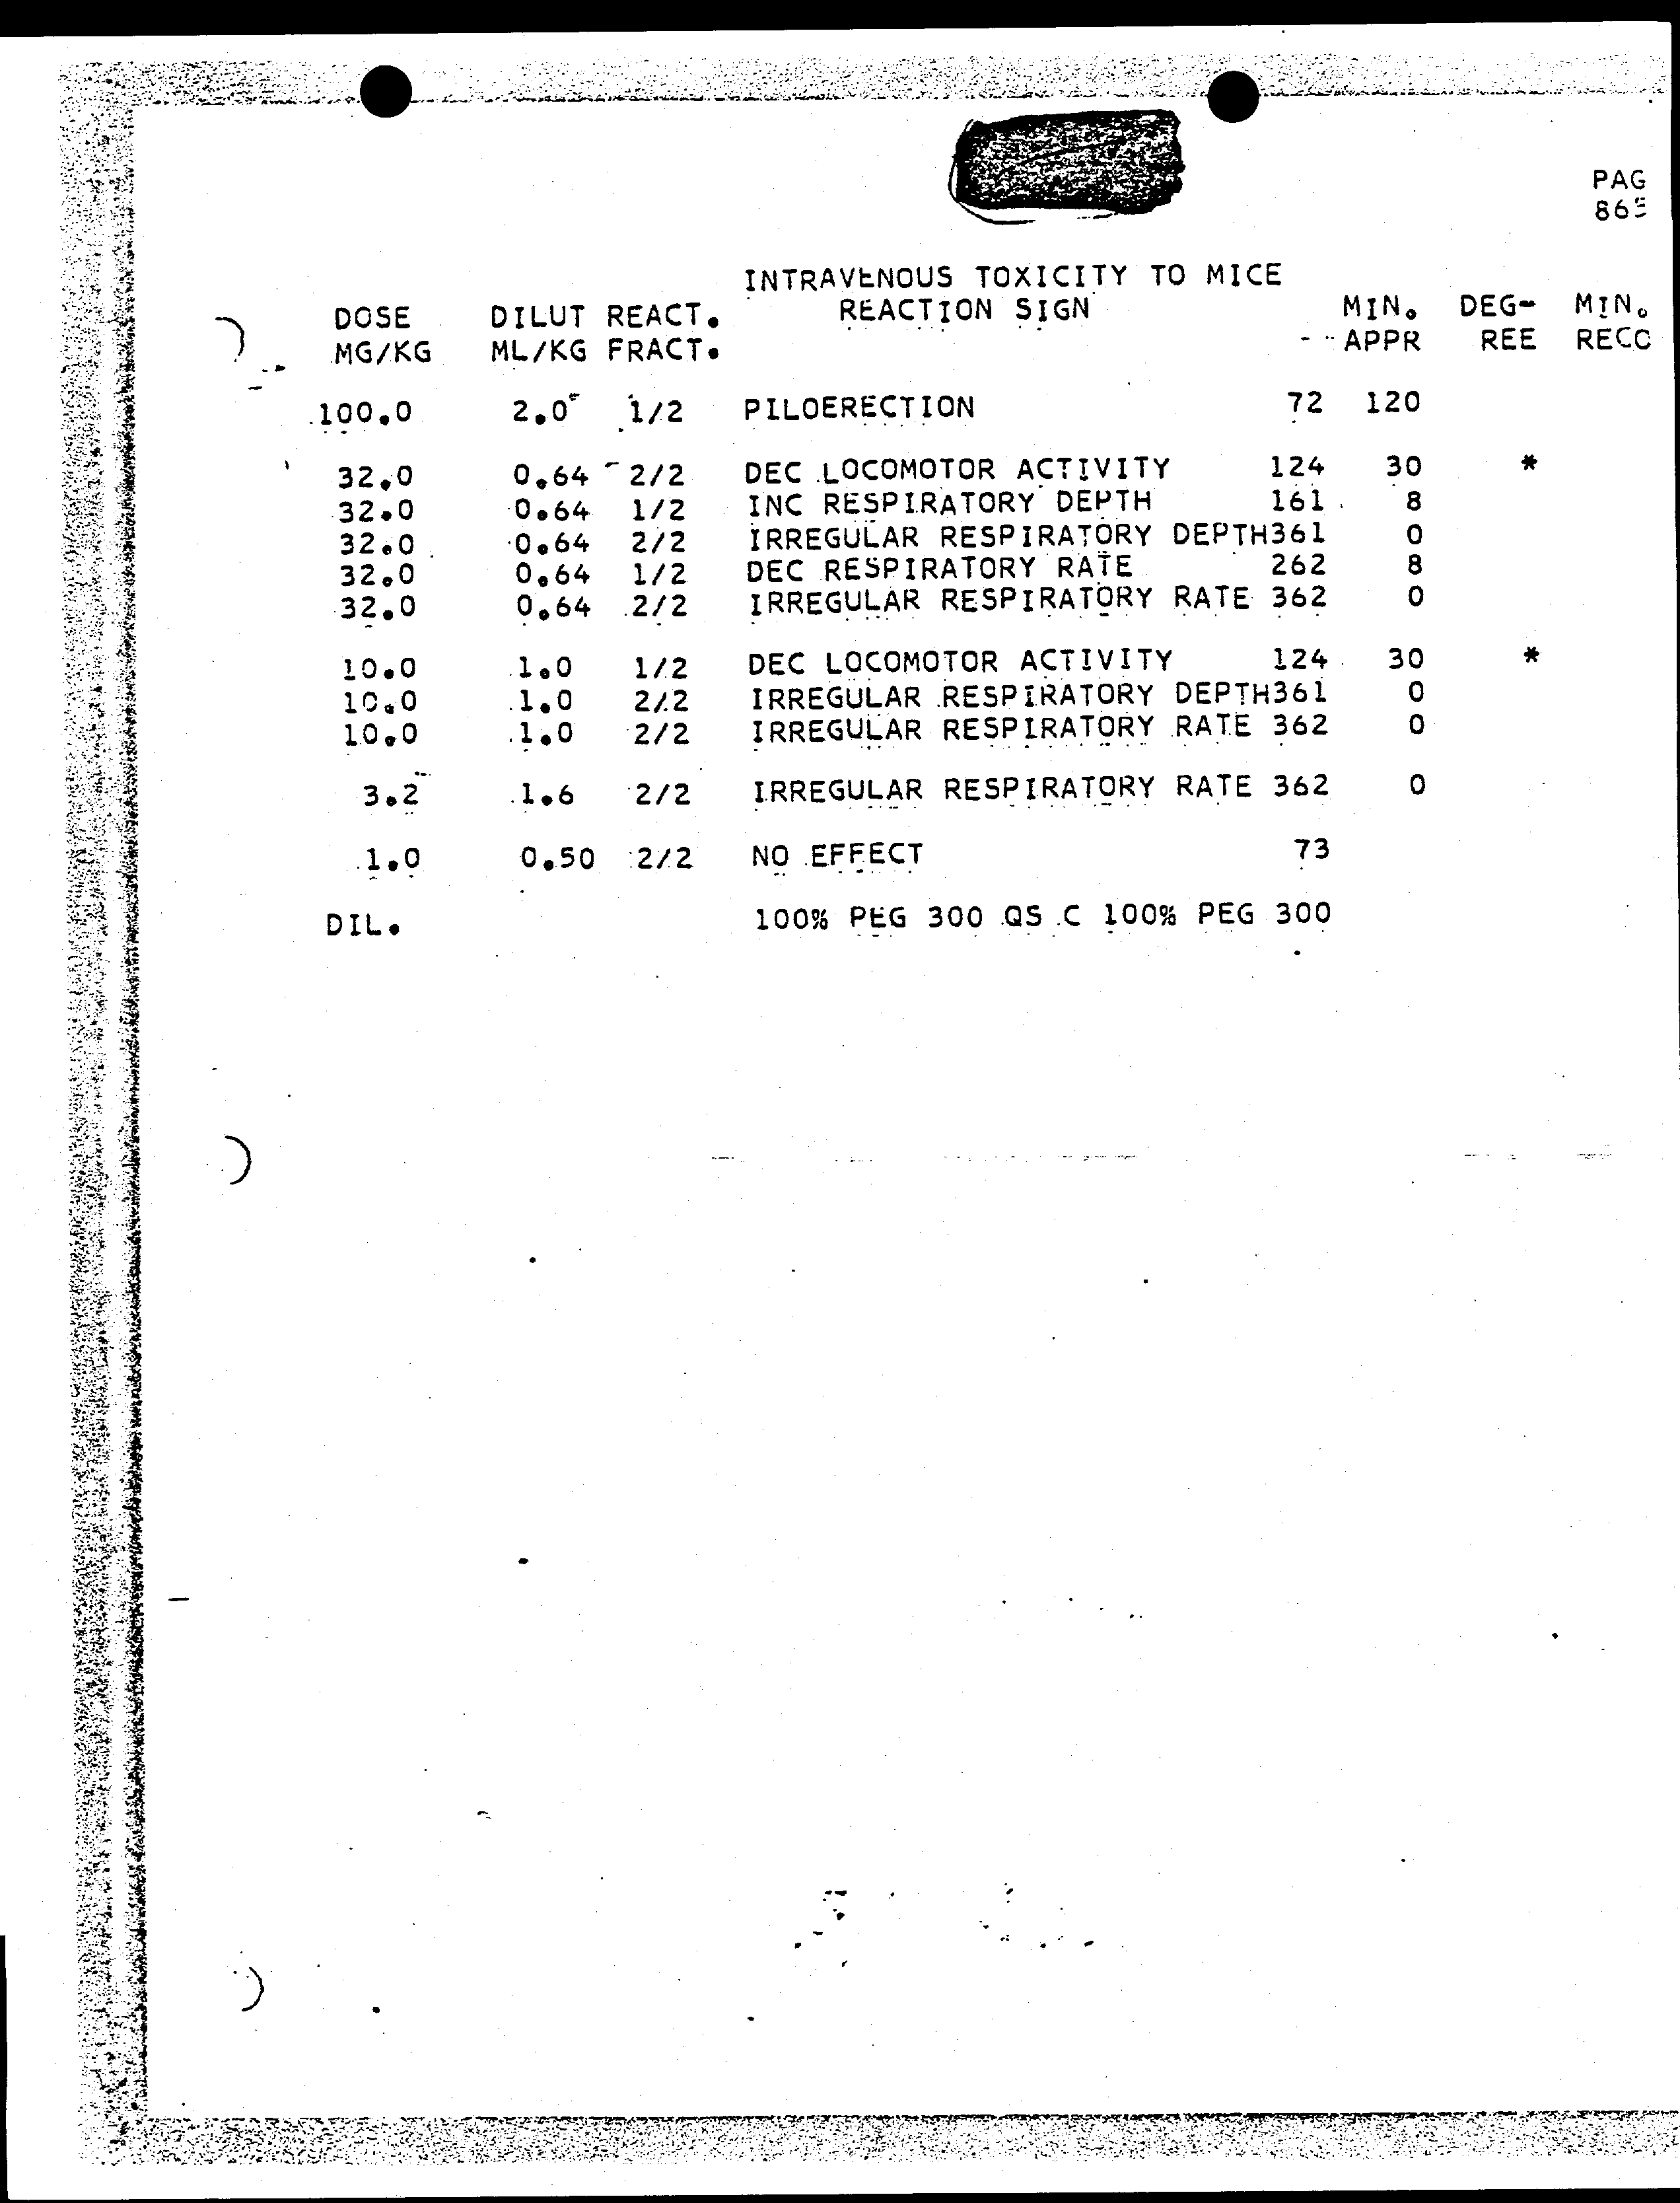 PAG
865
INTRAVENOUS TOXICITY TO MICE
DOSE DILUT REACT. REACTION SIGN MIN. DEG- MIN.
MG/KG ML/KG FRACT. APPR REE RECO
100.0 2.0 1/2 PILOERECTION 72 120
32.0 0.64 2/2 DEC LOCOMOTOR ACTIVITY 124 30 *
32.0 0.64 1/2 INC RESPIRATORY DEPTH 161 8
32.0 0.64 2/2 IRREGULAR RESPIRATORY DEPTH361 0
32.0 0.64 1/2 DEC RESPIRATORY RATE 262 8
32.0 0.64 2/2 IRREGULAR RESPIRATORY RATE 362 0
10.0 1.0 1/2 DEC LOCOMOTOR ACTIVITY 124 30 *
10.0 1.0 2/2 IRREGULAR RESPIRATORY DEPTH361 0
10.0 1.0 2/2 IRREGULAR RESPIRATORY RATE 362 0
3.2 1.6 2/2 IRREGULAR RESPIRATORY RATE 362 0
1.0 0.50 2/2 NO EFFECT 73
DIL. 100% PEG 300 QS C 100% PEG 300